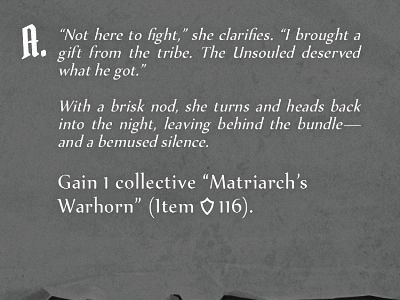 A.
“Not here to fight,” she clarifies. “I brought a
gift from the tribe. The Unsouled deserved
what he got.”
With a brisk nod, she turns and heads back
into the night, leaving behind the bundle—
and a bemused silence.
Gain 1 collective “Matriarch’s
Warhorn” (Item 116).